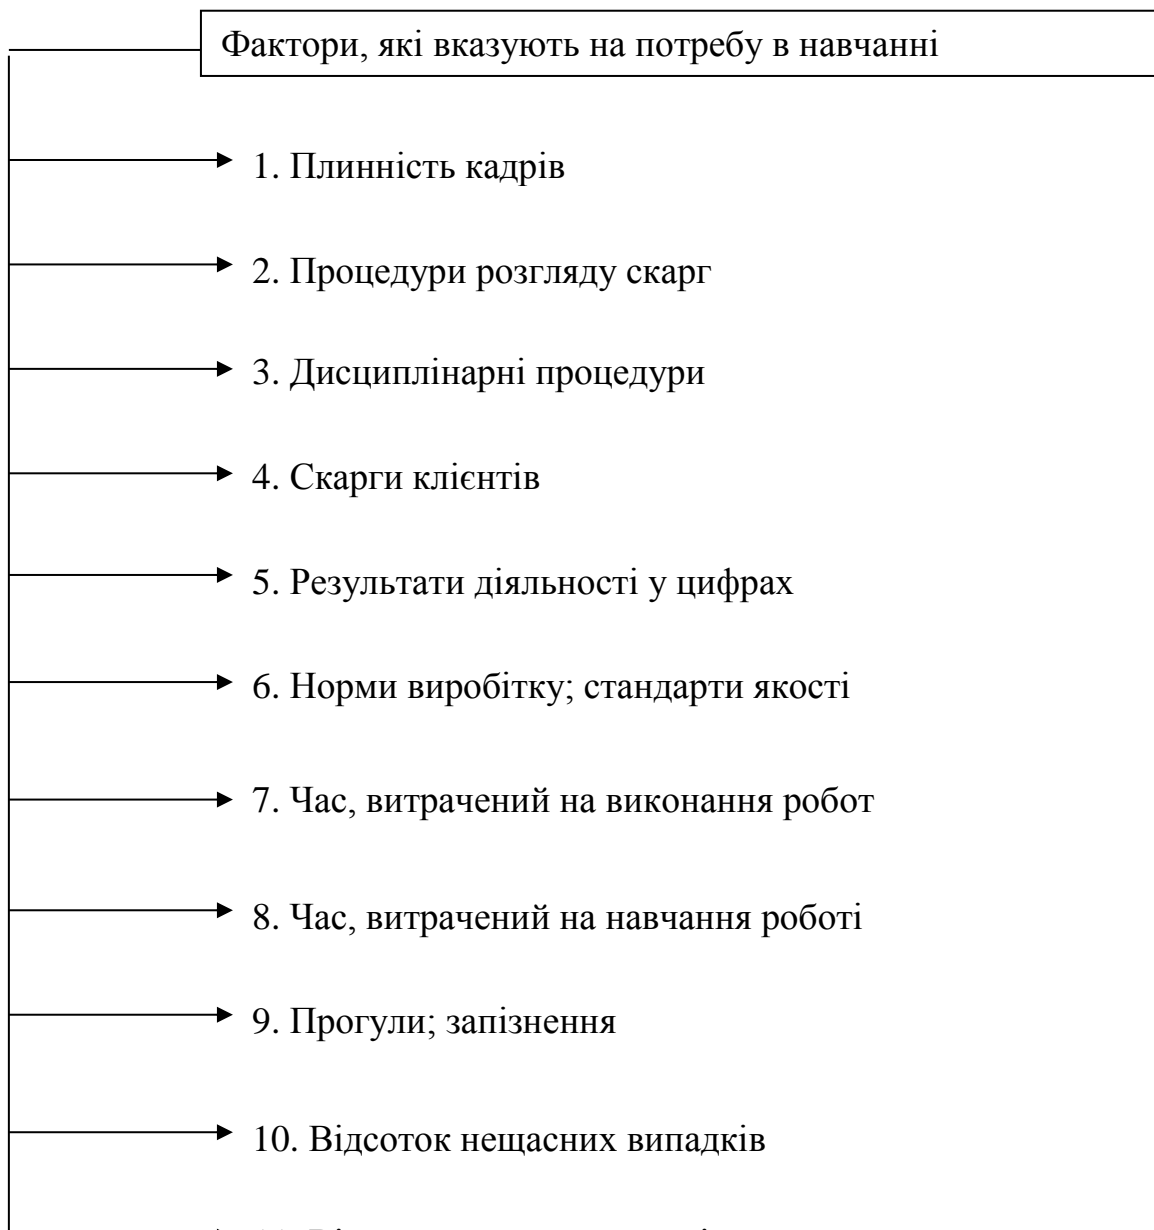 Фактори, які вказують на потребу в навчанні
1. Плинність кадрів
2. Процедури розгляду скарг
3. Дисциплінарні процедури
4. Скарги клієнтів
5. Результати діяльності у цифрах
6. Норми виробітку; стандарти якості
7. Час, витрачений на виконання робот
8. Час, витрачений на навчання роботі
9. Прогули; запізнення
10. Відсоток нещасних випадків